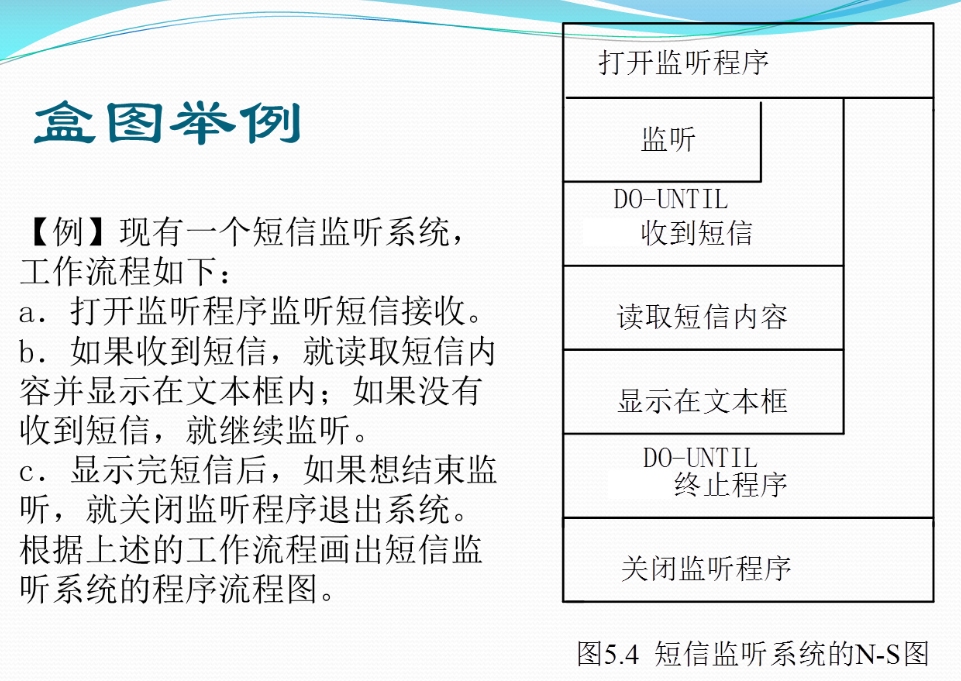 盒图举例
【例】现有一个短信监听系统，
工作流程如下：
a．打开监听程序监听短信接收。
b．如果收到短信，就读取短信内
容并显示在文本框内；如果没有
收到短信，就继续监听。
c．显示完短信后，如果想结束监
听，就关闭监听程序退出系统。
根据上述的工作流程画出短信监
听系统的程序流程图。
打开监听程序
监听
DO-UNTIL
收到短信
读取短信内容
显示在文本框
DO-UNTIL
终止程序
关闭监听程序
图5.4 短信监听系统的N-S图